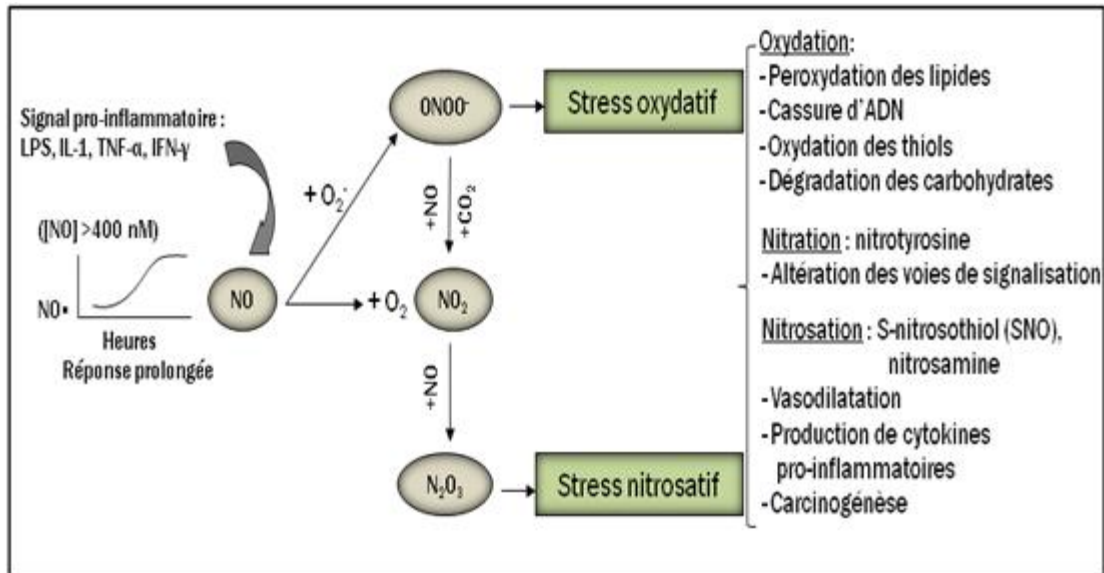 Signal pro-inflammatoire :
LPS, IL-1, TNF-α, IFN-γ
([NO] >400 nM)
NO•
Heures
Réponse prolongée
NO
+ O₂˙
+ O₂
ONOO⁻
+NO
+CO₂
NO₂
+NO
N₂O₃
Stress oxydatif
Stress nitrosatif
Oxydation:
-Peroxydation des lipides
-Cassure d'ADN
-Oxydation des thiols
-Dégradation des carbohydrates
Nitration : nitrotyrosine
-Altération des voies de signalisation
Nitrosation : S-nitrosothiol (SNO),
nitrosamine
-Vasodilatation
-Production de cytokines
pro-inflammatoires
-Carcinogénèse